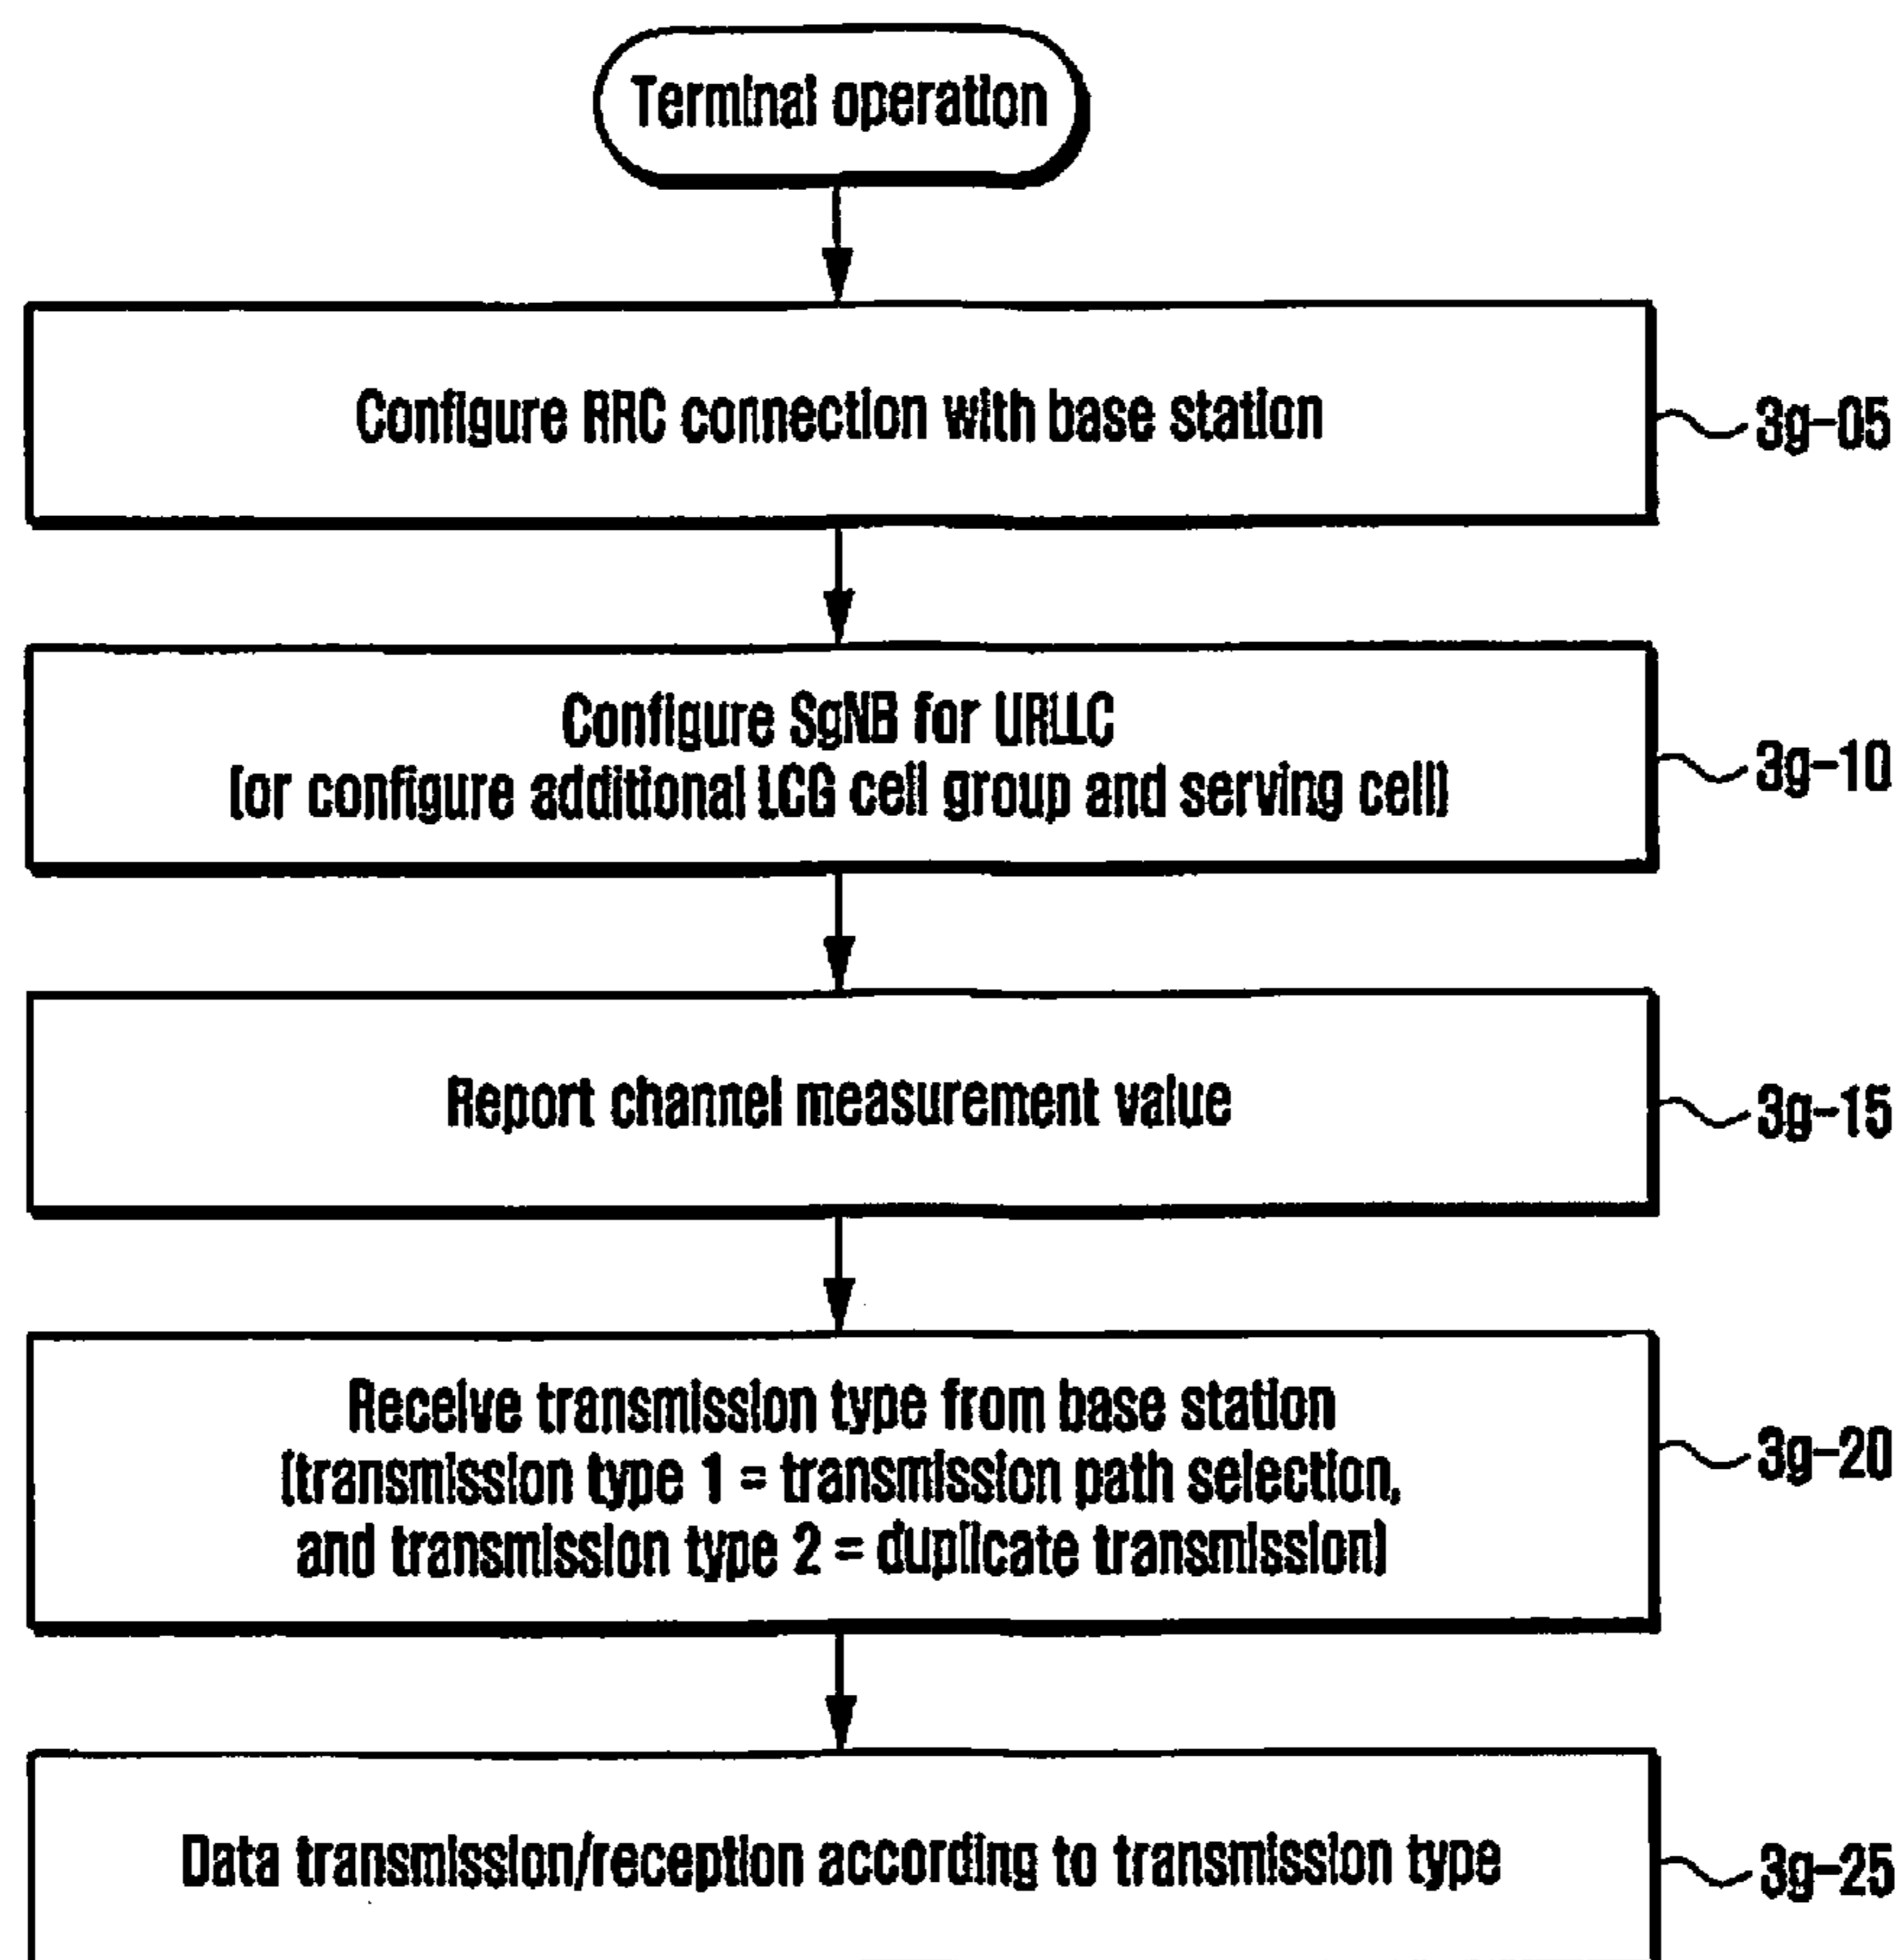 Terminal operation
Configure RRC connection with base station
3g-05
Configure SgNB for URLLC
(or configure additional LCG cell group and serving cell)
3g-10
Report channel measurement value
3g-15
Receive transmission type from base station
(transmission type 1 = transmission path selection,
and transmission type 2 = duplicate transmission)
3g-20
Data transmission/reception according to transmission type
3g-25